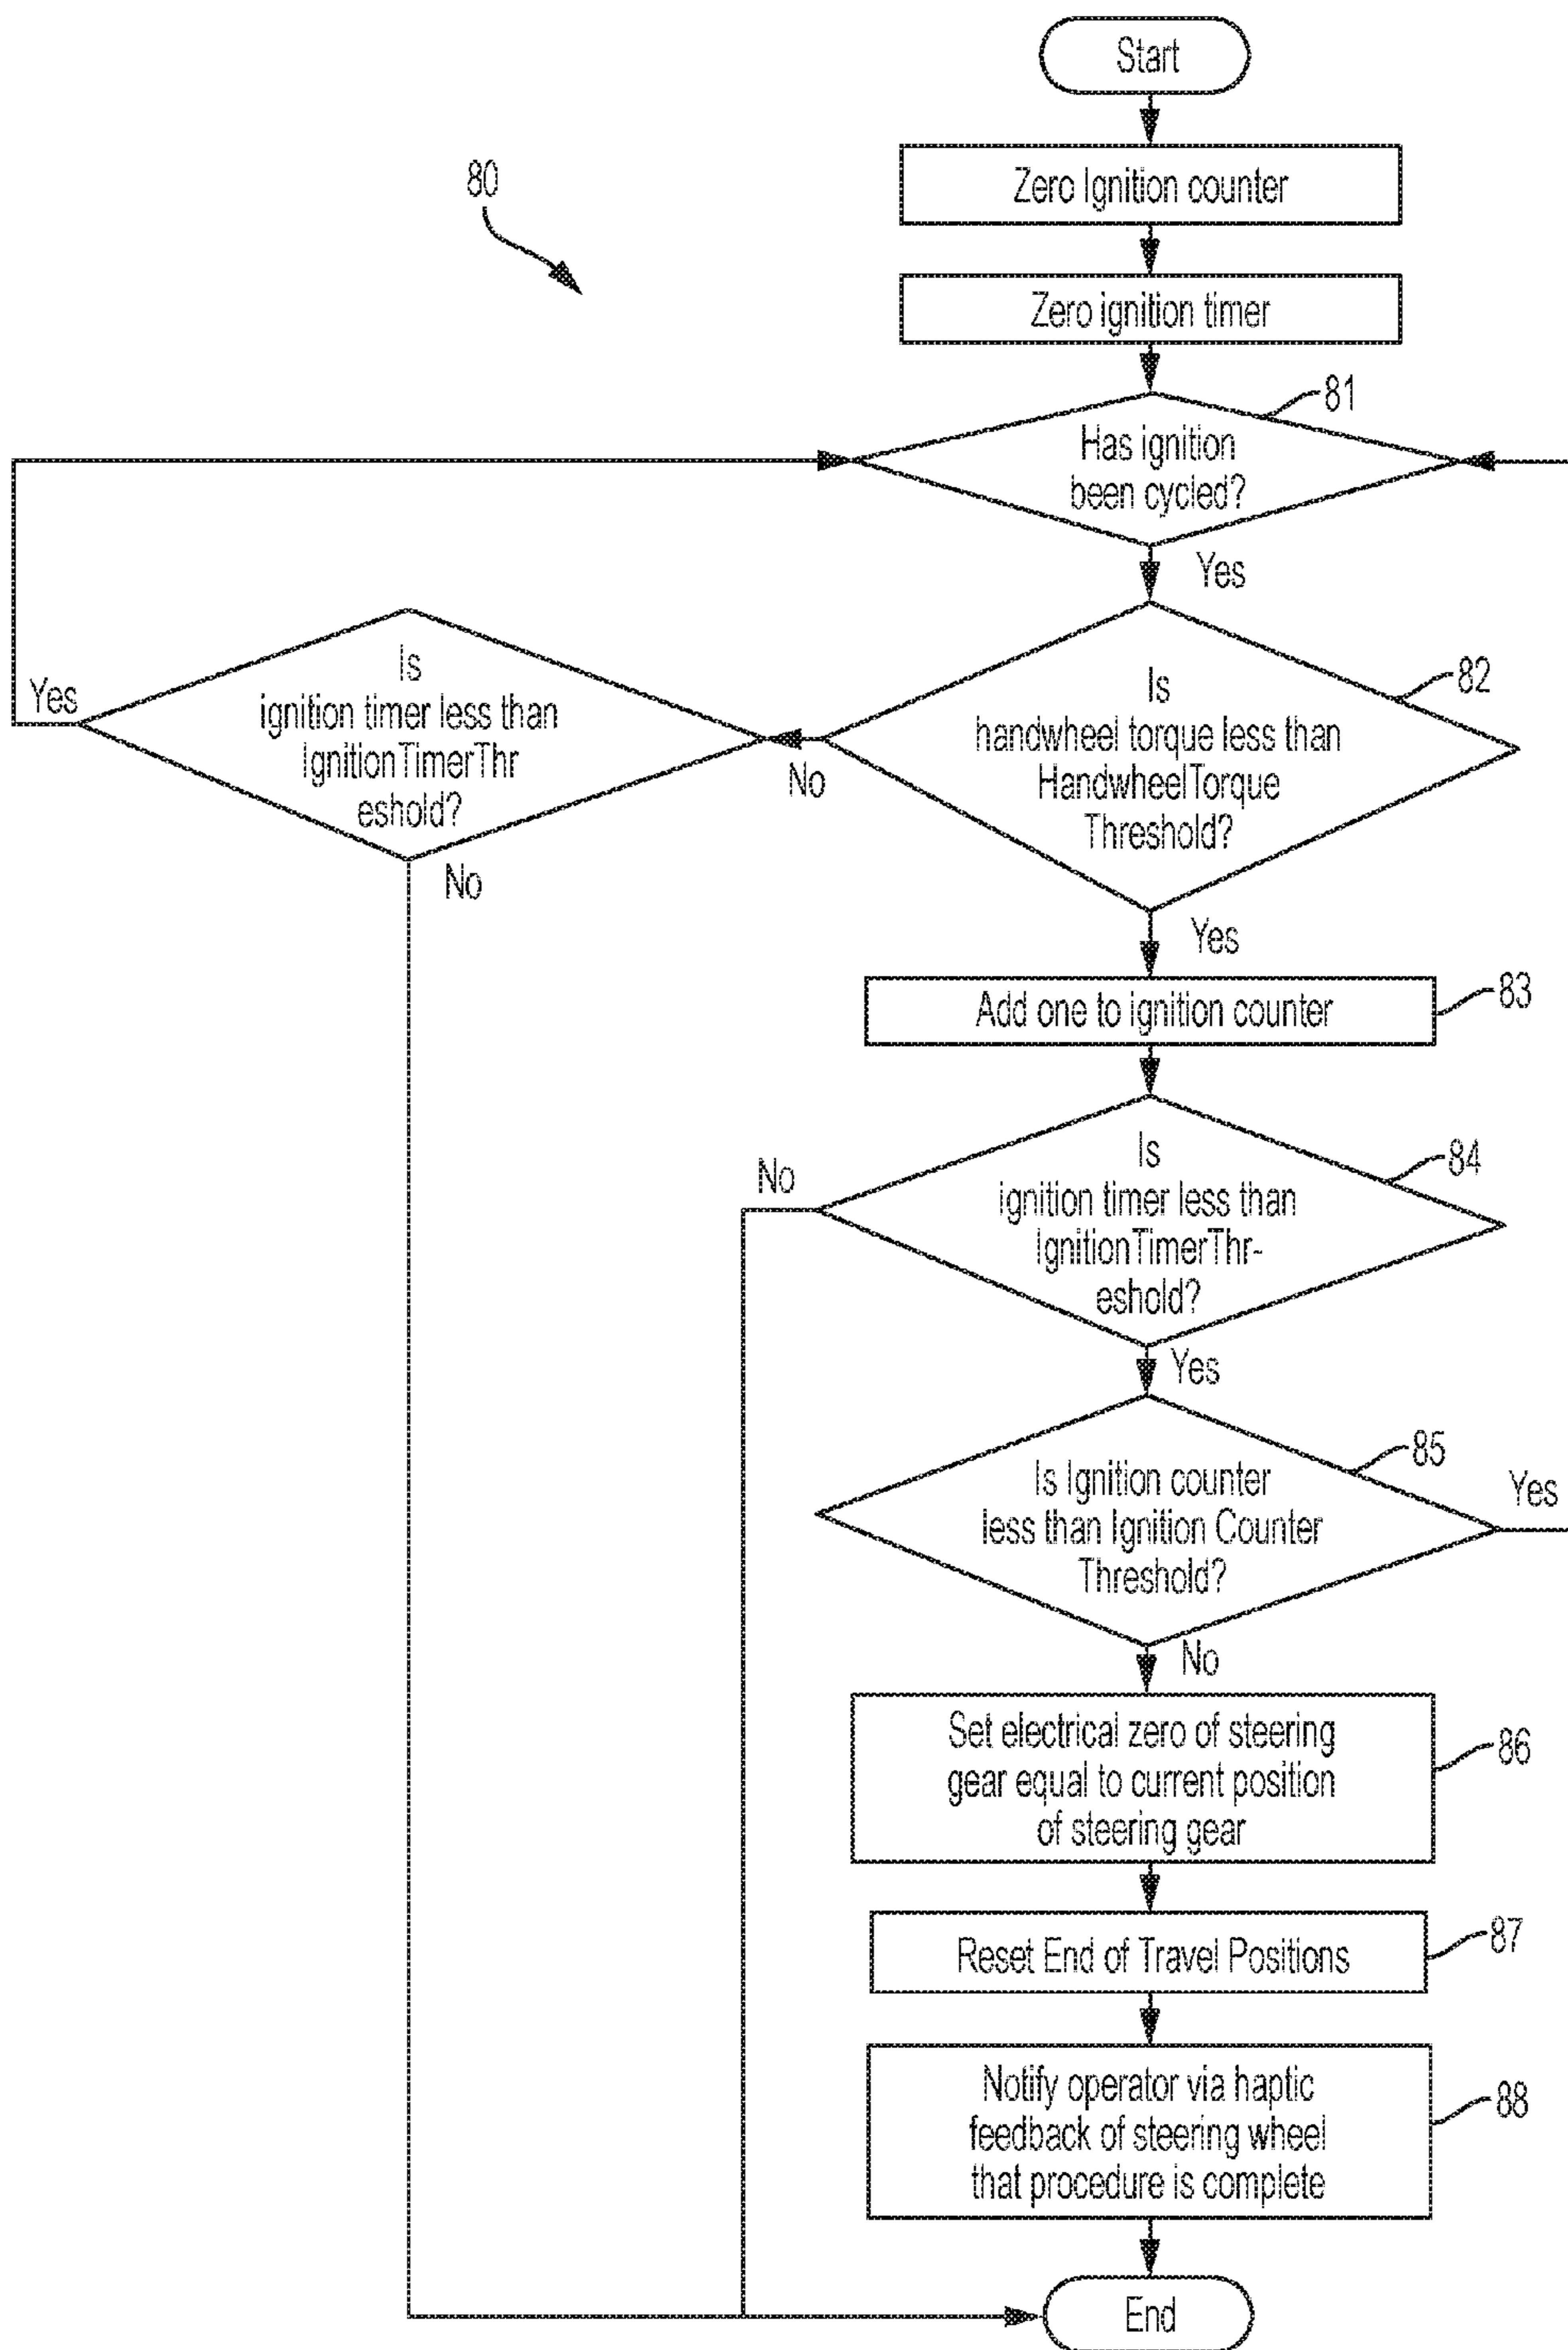 Start
Zero Ignition counter
80
Zero ignition timer
81
Has ignition
been cycled?
Yes
Is
ignition timer less than
IgnitionTimerThr
eshold?
Yes
No
Is
handwheel torque less than
HandwheelTorque
Threshold?
82
No
Yes
Add one to ignition counter
83
Is
ignition timer less than
IgnitionTimerThr-
eshold?
84
No
Yes
Is Ignition counter
less than Ignition Counter
Threshold?
85
Yes
No
Set electrical zero of steering
gear equal to current position
of steering gear
86
Reset End of Travel Positions
87
Notify operator via haptic
feedback of steering wheel
that procedure is complete
88
End